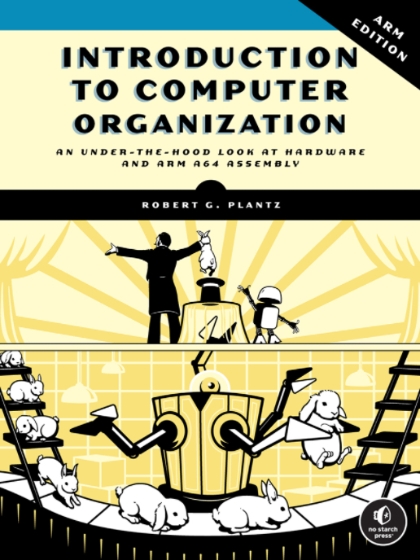 ARM
EDITION
INTRODUCTION
TO COMPUTER
ORGANIZATION
AN UNDER-THE-HOOD LOOK AT HARDWARE
AND ARM A64 ASSEMBLY
ROBERT G. PLANTZ
no starch
press®